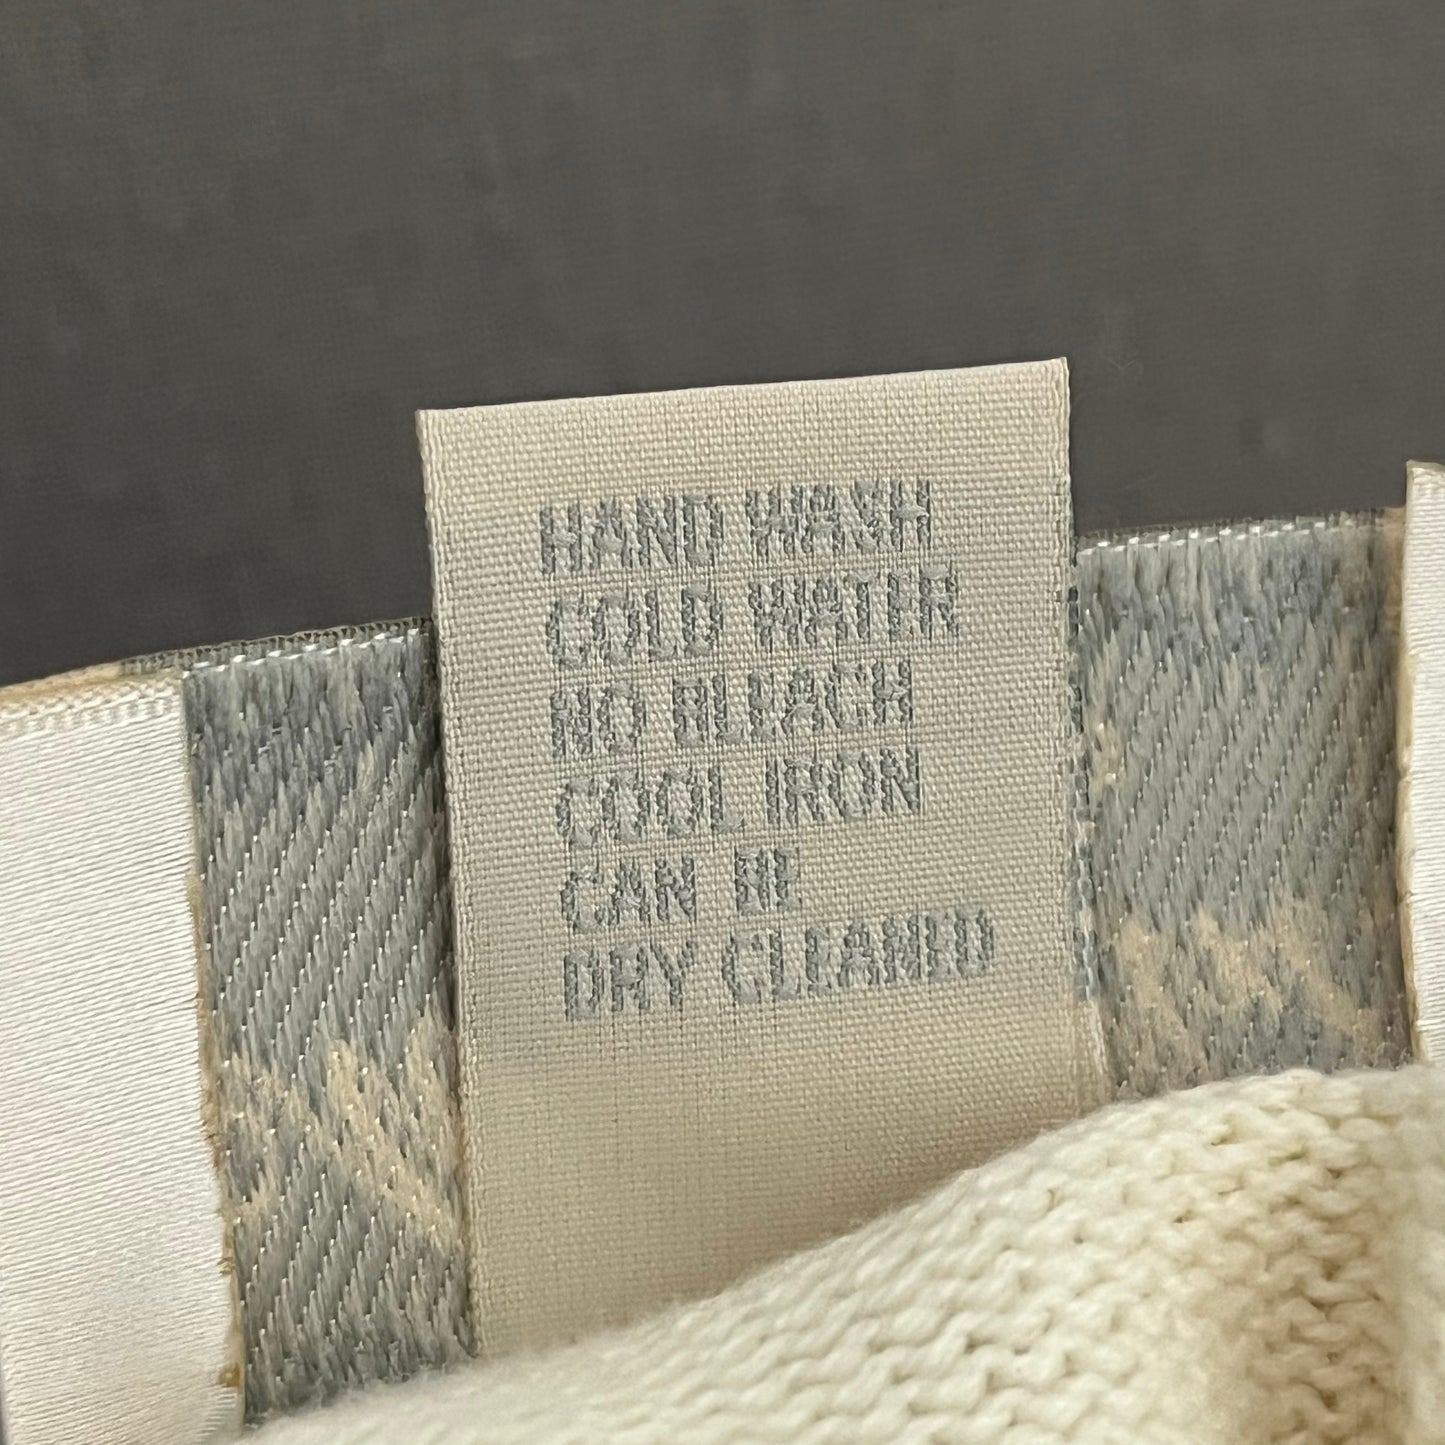 HAND WASH
COLD WATER
NO BLEACH
COOL IRON
CAN BE
DRY CLEANED